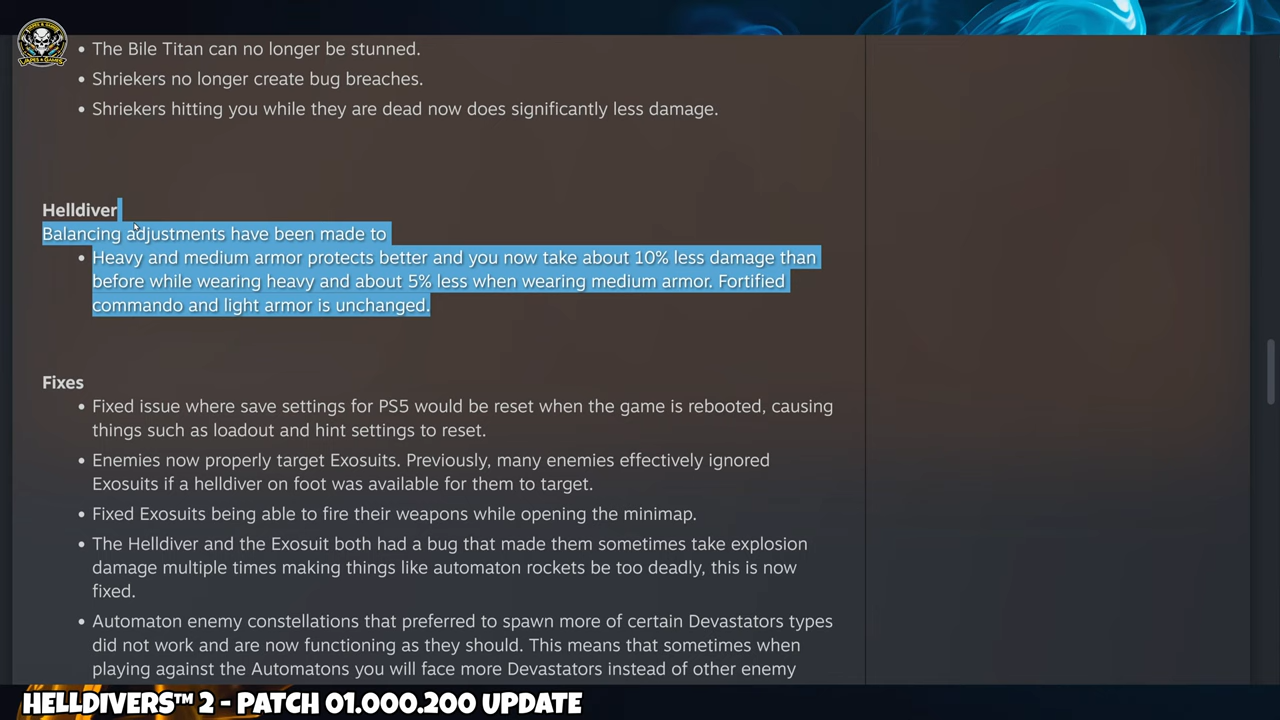 The Bile Titan can no longer be stunned.
Shriekers no longer create bug breaches.
Shriekers hitting you while they are dead now does significantly less damage.
Helldiver
Balancing adjustments have been made to
Heavy and medium armor protects better and you now take about 10% less damage than
before while wearing heavy and about 5% less when wearing medium armor. Fortified
commando and light armor is unchanged.
Fixes
Fixed issue where save settings for PS5 would be reset when the game is rebooted, causing
things such as loadout and hint settings to reset.
Enemies now properly target Exosuits. Previously, many enemies effectively ignored
Exosuits if a helldiver on foot was available for them to target.
Fixed Exosuits being able to fire their weapons while opening the minimap.
The Helldiver and the Exosuit both had a bug that made them sometimes take explosion
damage multiple times making things like automaton rockets be too deadly, this is now
fixed.
Automaton enemy constellations that preferred to spawn more of certain Devastators types
did not work and are now functioning as they should. This means that sometimes when
playing against the Automatons you will face more Devastators instead of other enemy
HELLDIVERS™ 2 - PATCH 01.000.200 UPDATE